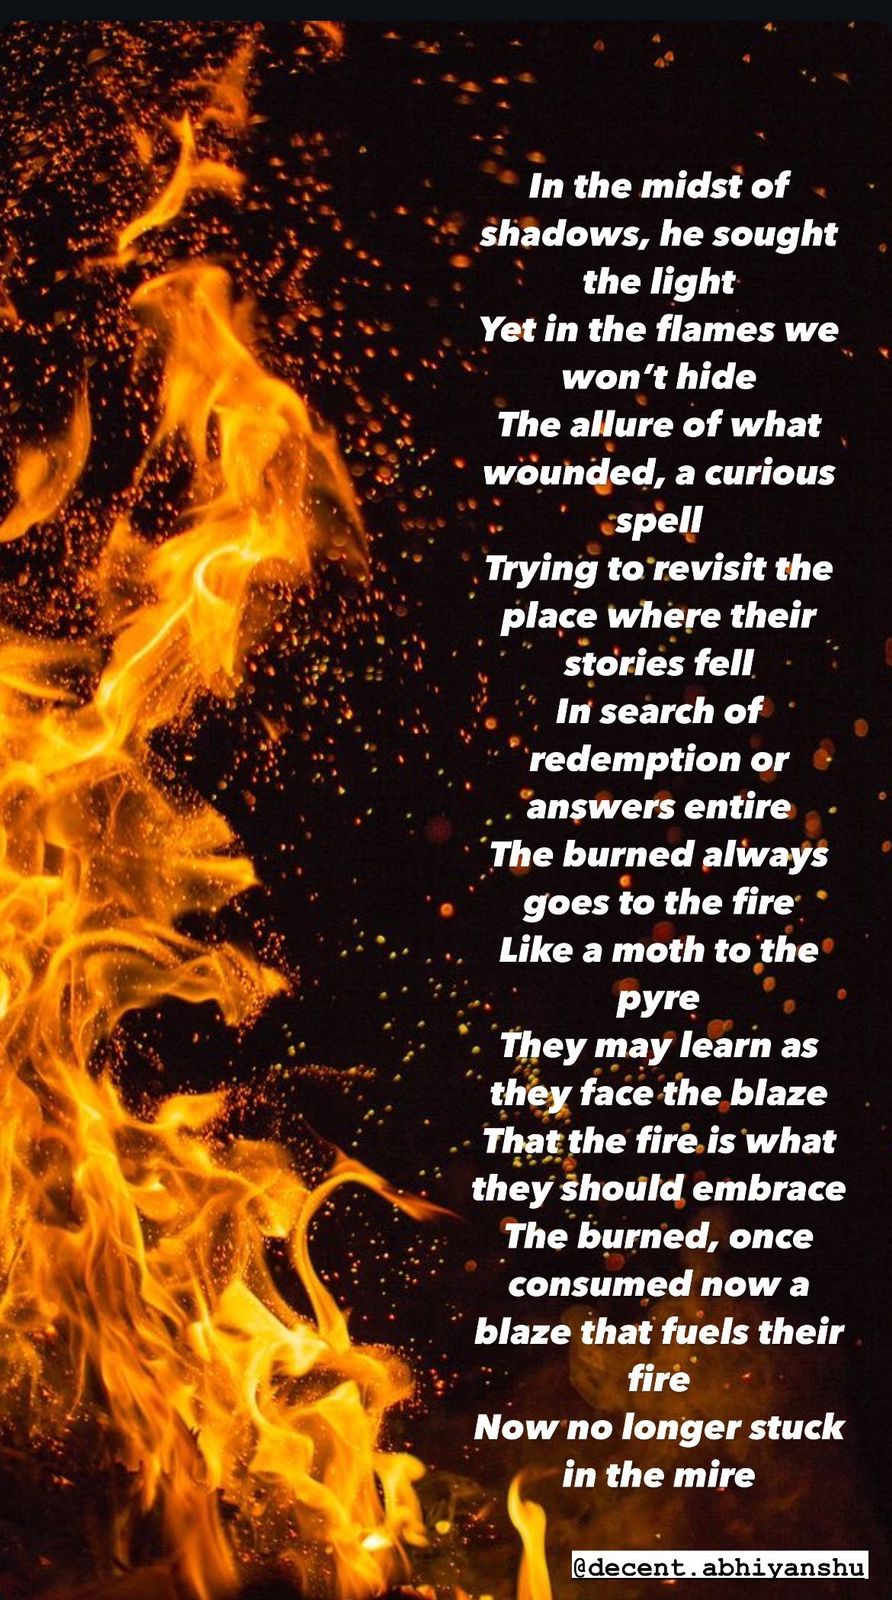 In the midst of
shadows, he sought
the light
Yet in the flames we
won't hide
The allure of what
wounded, a curious
spell
Trying to revisit the
place where their
stories fell
In search of
redemption or
answers entire
The burned always
goes to the fire
Like a moth to the
pyre
They may learn as
they face the blaze
That the fire is what
they should embrace
The burned, once
consumed now a
blaze that fuels their
fire
Now no longer stuck
in the mire
@decent.abhiyanshu